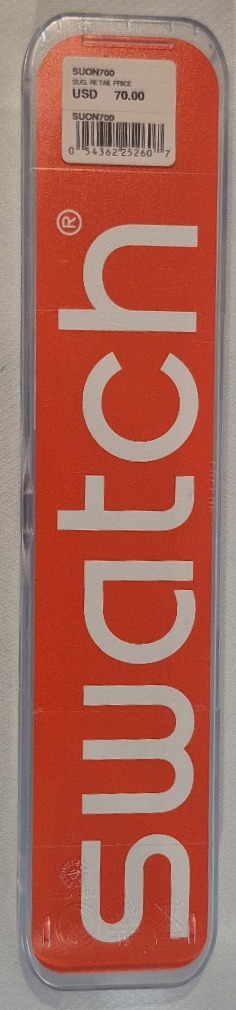 SUON700
SUG. RETAIL PRICE
USD 70.00
SUON700
0 54362 25260 7
swatch®